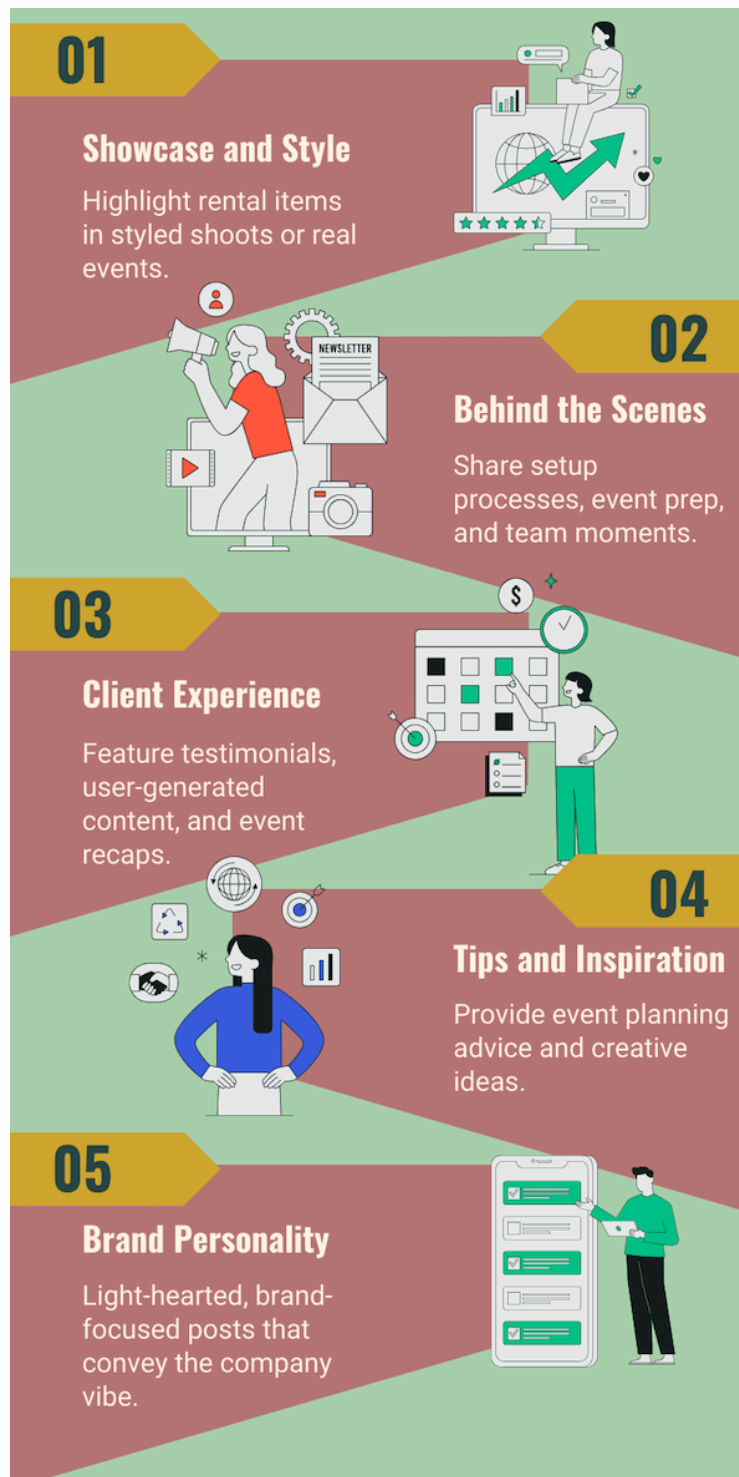 01
Showcase and Style
Highlight rental items
in styled shoots or real
events.
NEWSLETTER
02
Behind the Scenes
Share setup
processes, event prep,
and team moments.
03
$
Client Experience
Feature testimonials,
user-generated
content, and event
recaps.
04
Tips and Inspiration
Provide event planning
advice and creative
ideas.
05
Brand Personality
Light-hearted, brand-
focused posts that
convey the company
vibe.